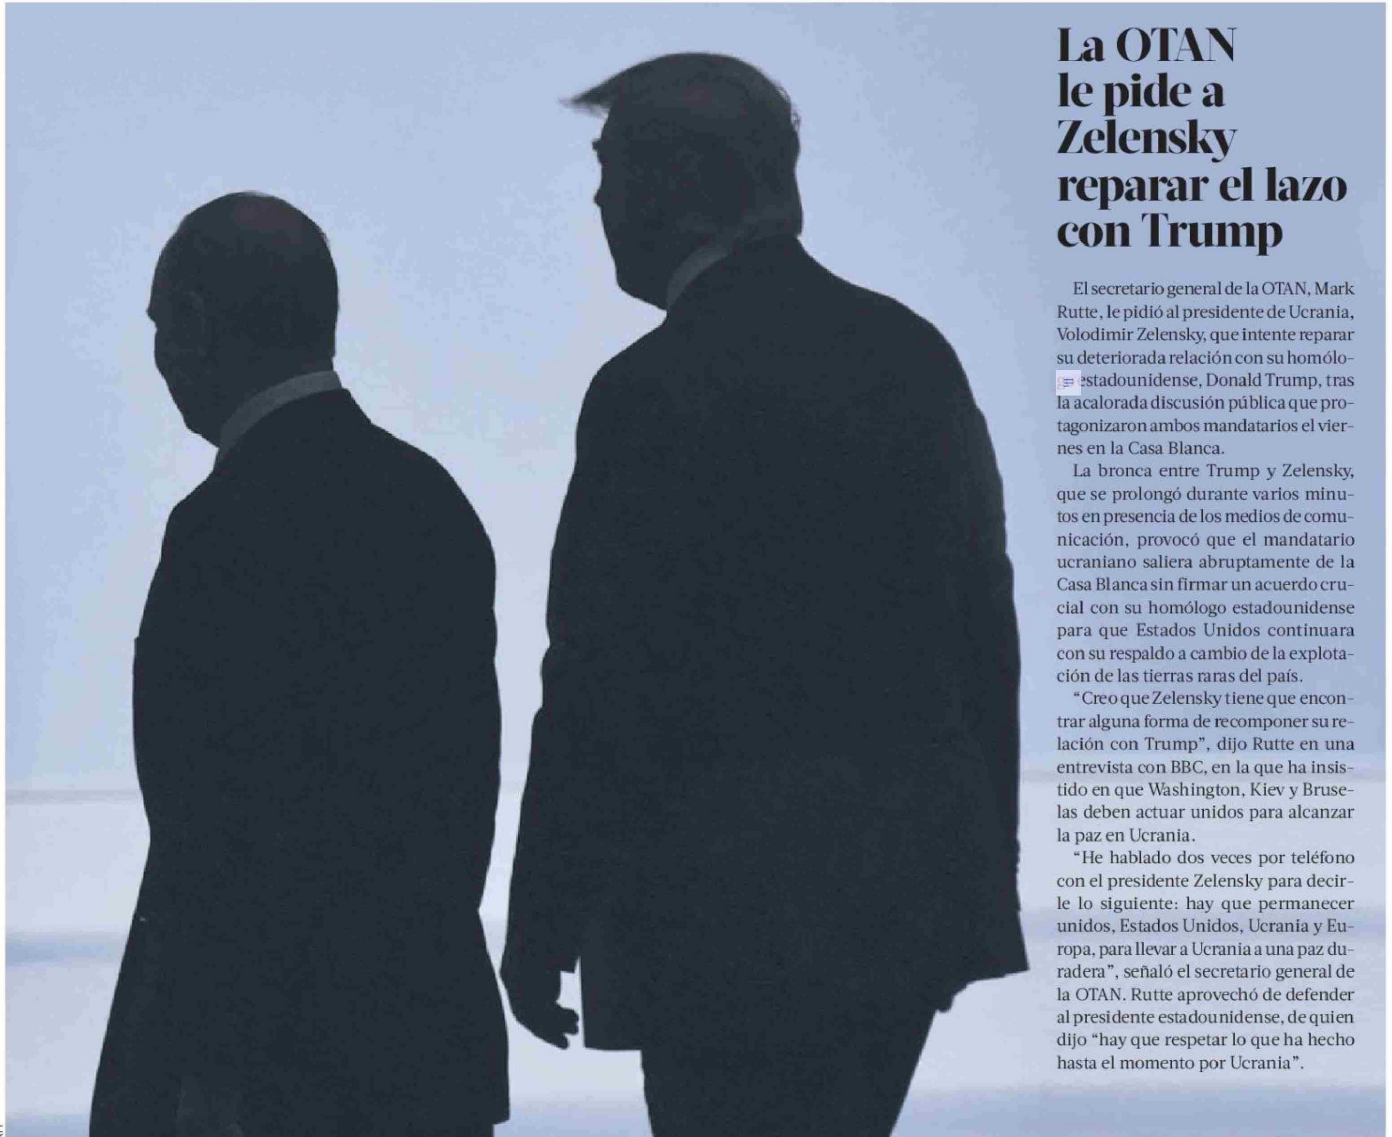 La OTAN
le pide a
Zelensky
reparar el lazo
con Trump
El secretario general de la OTAN, Mark
Rutte, le pidió al presidente de Ucrania,
Volodimir Zelensky, que intente reparar
su deteriorada relación con su homólo-
estadounidense, Donald Trump, tras
la acalorada discusión pública que pro-
tagonizaron ambos mandatarios el vier-
nes en la Casa Blanca.
La bronca entre Trump y Zelensky,
que se prolongó durante varios minu-
tos en presencia de los medios de comu-
nicación, provocó que el mandatario
ucraniano saliera abruptamente de la
Casa Blanca sin firmar un acuerdo cru-
cial con su homólogo estadounidense
para que Estados Unidos continuara
con su respaldo a cambio de la explota-
ción de las tierras raras del país.
“Creo que Zelensky tiene que encon-
trar alguna forma de recomponer su re-
lación con Trump”, dijo Rutte en una
entrevista con BBC, en la que ha insis-
tido en que Washington, Kiev y Bruse-
las deben actuar unidos para alcanzar
la paz en Ucrania.
“He hablado dos veces por teléfono
con el presidente Zelensky para decir-
le lo siguiente: hay que permanecer
unidos, Estados Unidos, Ucrania y Eu-
ropa, para llevar a Ucrania a una paz du-
radera”, señaló el secretario general de
la OTAN. Rutte aprovechó de defender
al presidente estadounidense, de quien
dijo “hay que respetar lo que ha hecho
hasta el momento por Ucrania”.